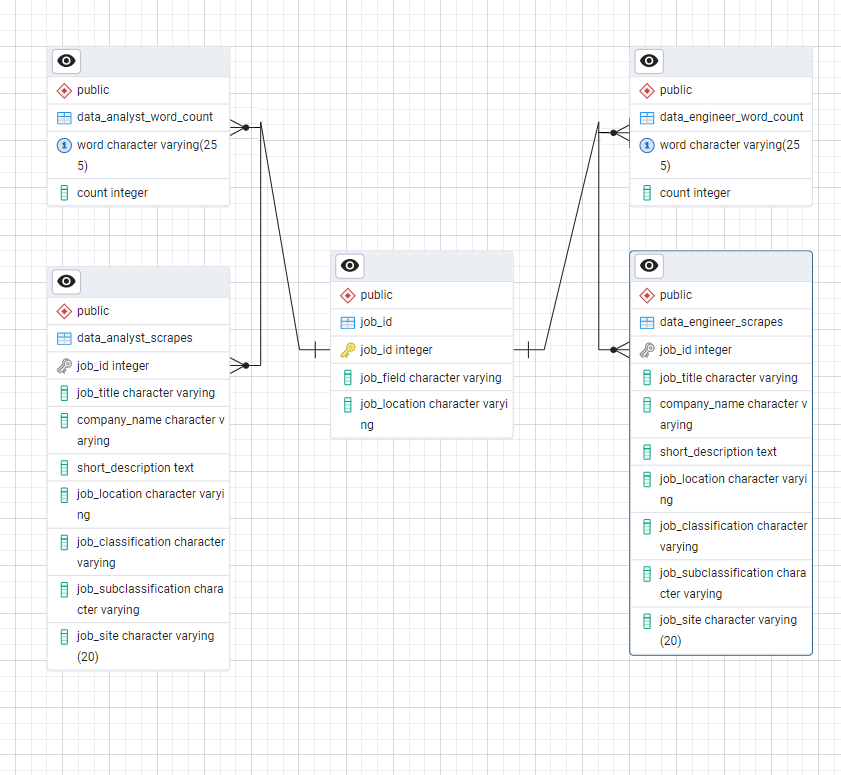 public
data_analyst_word_count
word character varying(25
5)
count integer
public
data_engineer_word_count
word character varying(25
5)
count integer
public
data_analyst_scrapes
job_id integer
job_title character varying
company_name character v
arying
short_description text
job_location character varyi
ng
job_classification character
varying
job_subclassification chara
cter varying
job_site character varying
(20)
public
job_id
job_id integer
job_field character varying
job_location character varyi
ng
public
data_engineer_scrapes
job_id integer
job_title character varying
company_name character v
arying
short_description text
job_location character varyi
ng
job_classification character
varying
job_subclassification chara
cter varying
job_site character varying
(20)